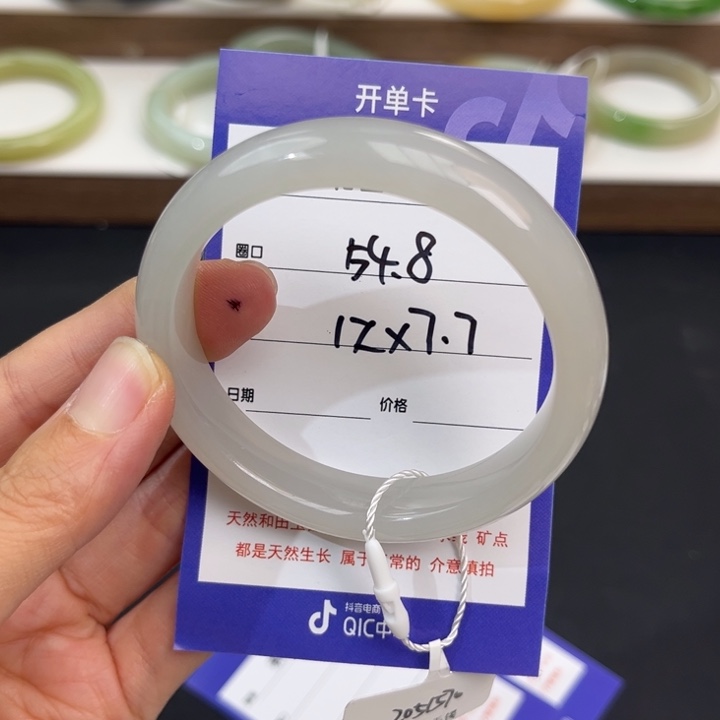 开单卡
圈口 54.8
12x7.7
日期 价格
天然和田玉 矿点
都是天然生长 属于 常的 介意慎拍
抖音电商
QIC中